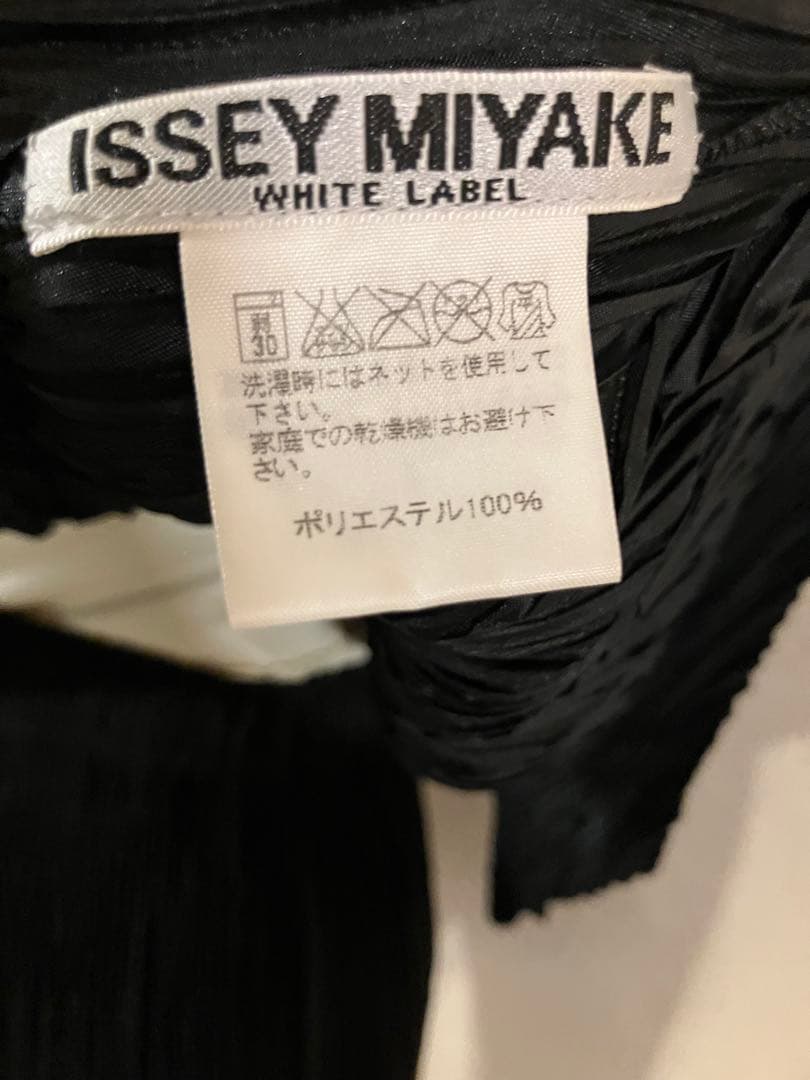 ISSEY MIYAKE
WHITE LABEL
弱
30
洗濯時にはネットを使用して
下さい。
家庭での乾燥機はお避け下
さい。
ポリエステル100%